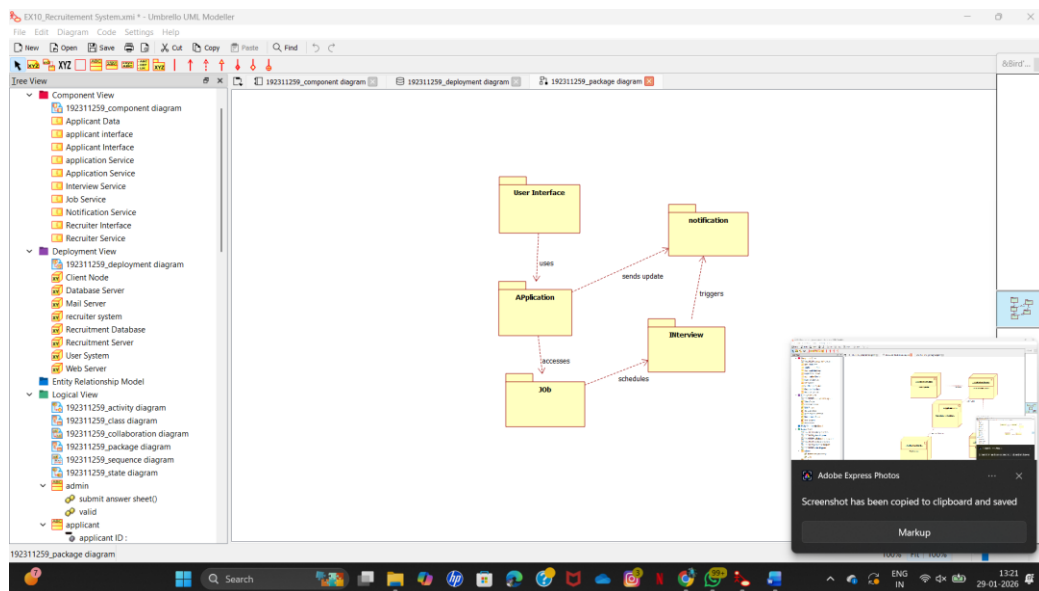 EX10_Recruitement System.xmi * - Umbrello UML Modeller
File Edit Diagram Code Settings Help
New Open Save Cut Copy Paste Find
XYZ
Tree View
192311259_component diagram
192311259_deployment diagram
192311259_package diagram
&Bird'...
Component View
192311259_component diagram
Applicant Data
applicant interface
Applicant Interface
application Service
Application Service
Interview Service
Job Service
Notification Service
Recruiter Interface
Recruiter Service
Deployment View
192311259_deployment diagram
Client Node
Database Server
Mail Server
recruiter system
Recruitment Database
Recruitment Server
User System
Web Server
Entity Relationship Model
Logical View
192311259_activity diagram
192311259_class diagram
192311259_collaboration diagram
192311259_package diagram
192311259_sequence diagram
192311259_state diagram
admin
submit answer sheet()
valid
applicant
applicant ID :
User Interface
notification
uses
sends update
APplication
triggers
INterview
accesses
schedules
JOb
Adobe Express Photos
Screenshot has been copied to clipboard and saved
Markup
192311259_package diagram
7
Search
3
99+
ENG
IN
13:21
29-01-2026